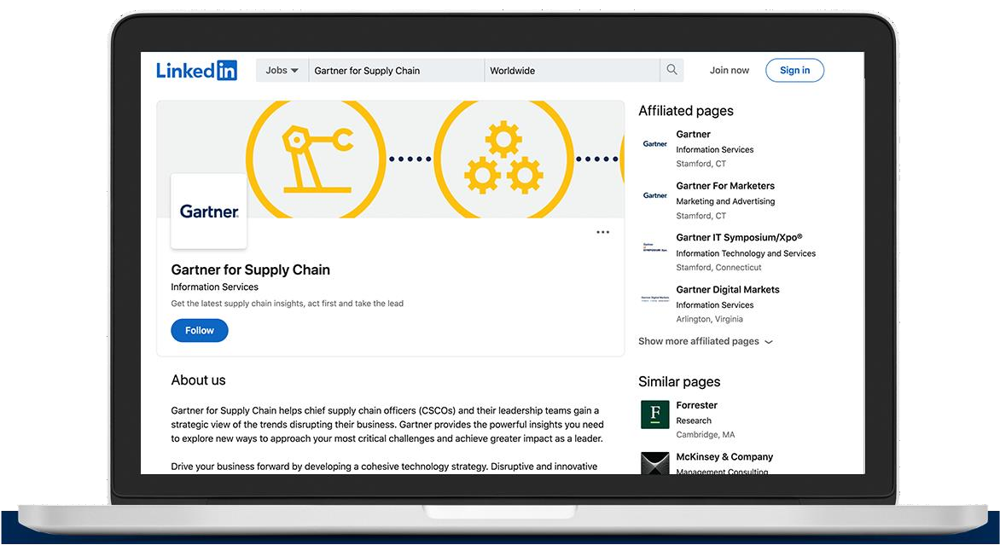 LinkedIn
Jobs
Gartner for Supply Chain
Worldwide
Join now
Sign in
Gartner
Gartner for Supply Chain
Information Services
Get the latest supply chain insights, act first and take the lead
Follow
About us
Gartner for Supply Chain helps chief supply chain officers (CSCOs) and their leadership teams gain a
strategic view of the trends disrupting their business. Gartner provides the powerful insights you need
to explore new ways to approach your most critical challenges and achieve greater impact as a leader.
Drive your business forward by developing a cohesive technology strategy. Disruptive and innovative
Affiliated pages
Gartner
Gartner
Information Services
Stamford, CT
Gartner
Gartner For Marketers
Marketing and Advertising
Stamford, CT
Gartner IT Symposium/Xpo®
Information Technology and Services
Stamford, Connecticut
Gartner Digital Markets
Information Services
Arlington, Virginia
Show more affiliated pages
Similar pages
F
Forrester
Research
Cambridge, MA
McKinsey & Company
Management Consulting